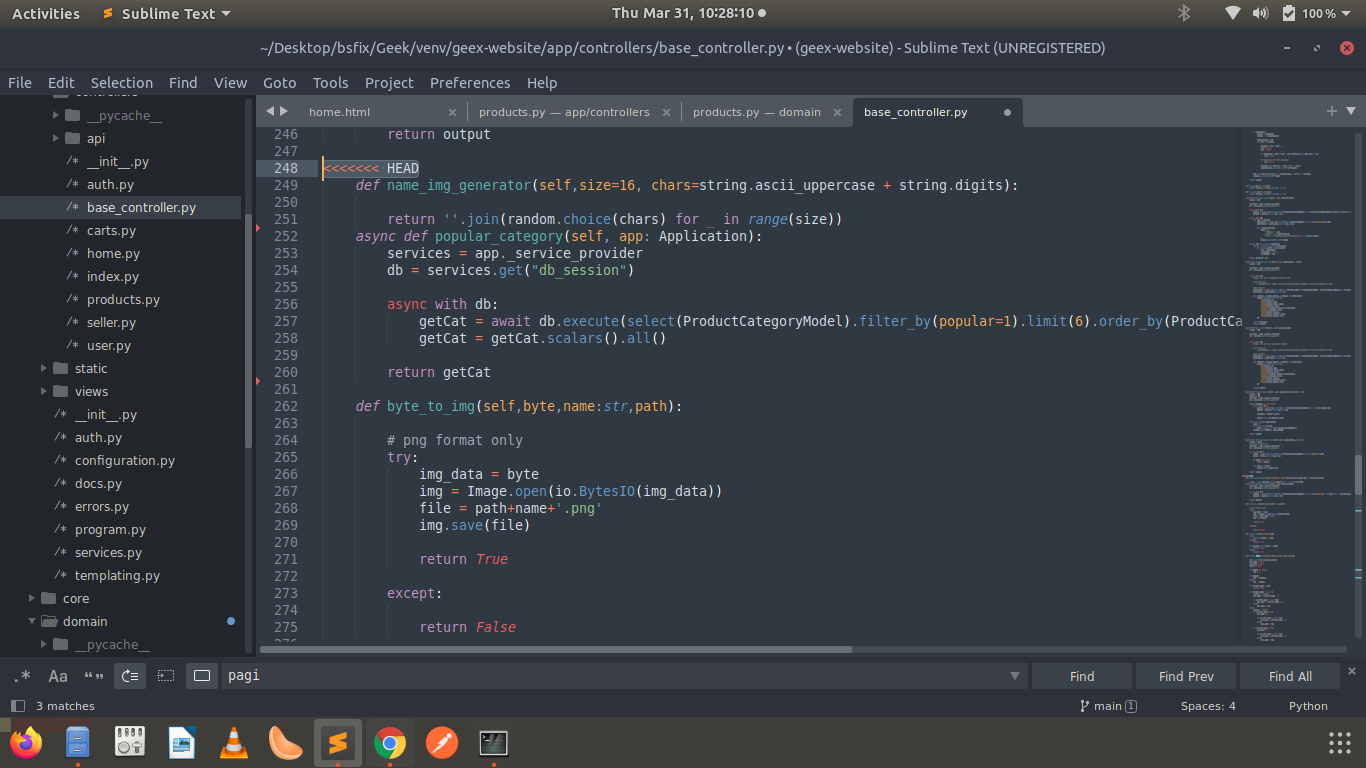 Activities Sublime Text Thu Mar 31, 10:28:10 100%
~/Desktop/bsfix/Geek/venv/geex-website/app/controllers/base_controller.py • (geex-website) - Sublime Text (UNREGISTERED)
File Edit Selection Find View Goto Tools Project Preferences Help
__pycache__
api
/* __init__.py
/* auth.py
/* base_controller.py
/* carts.py
/* home.py
/* index.py
/* products.py
/* seller.py
/* user.py
static
views
/* __init__.py
/* auth.py
/* configuration.py
/* docs.py
/* errors.py
/* program.py
/* services.py
/* templating.py
core
domain
__pycache__
home.html products.py — app/controllers products.py — domain base_controller.py
246 return output
247
248 <<<<<<< HEAD
249 def name_img_generator(self,size=16, chars=string.ascii_uppercase + string.digits):
250
251 return ''.join(random.choice(chars) for _ in range(size))
252 async def popular_category(self, app: Application):
253 services = app._service_provider
254 db = services.get("db_session")
255
256 async with db:
257 getCat = await db.execute(select(ProductCategoryModel).filter_by(popular=1).limit(6).order_by(ProductCa
258 getCat = getCat.scalars().all()
259
260 return getCat
261
262 def byte_to_img(self,byte,name:str,path):
263
264 # png format only
265 try:
266 img_data = byte
267 img = Image.open(io.BytesIO(img_data))
268 file = path+name+'.png'
269 img.save(file)
270
271 return True
272
273 except:
274
275 return False
.* Aa “” pagi Find Find Prev Find All
3 matches main 1 Spaces: 4 Python